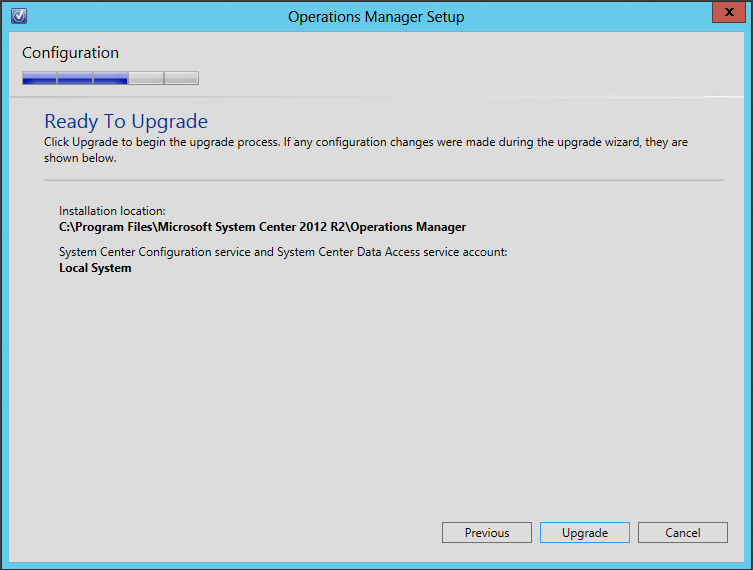 Operations Manager Setup
x
Configuration
Ready To Upgrade
Click Upgrade to begin the upgrade process. If any configuration changes were made during the upgrade wizard, they are
shown below.
Installation location:
C:\Program Files\Microsoft System Center 2012 R2\Operations Manager
System Center Configuration service and System Center Data Access service account:
Local System
Previous
Upgrade
Cancel